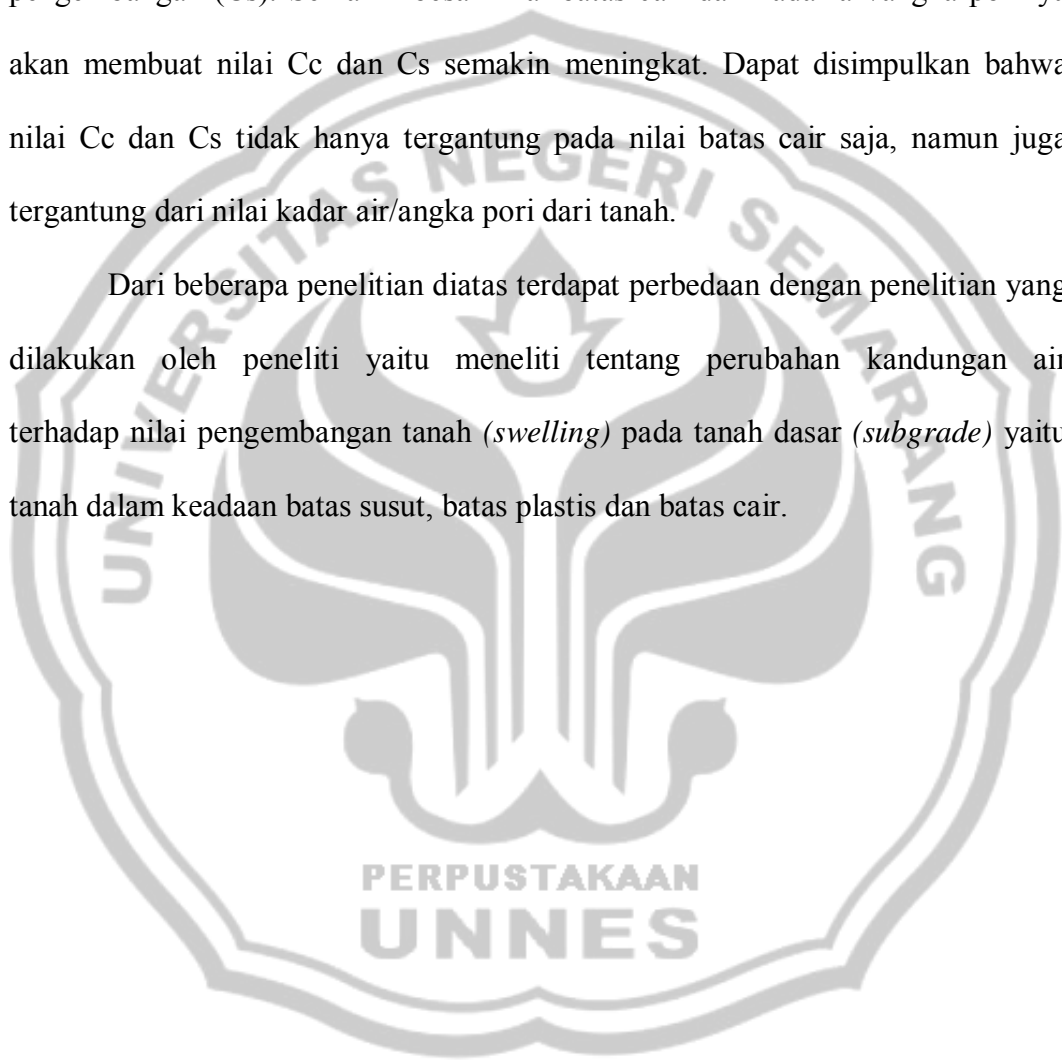 akan membuat nilai Cc dan Cs semakin meningkat. Dapat disimpulkan bahwa
nilai Cc dan Cs tidak hanya tergantung pada nilai batas cair saja, namun juga
tergantung dari nilai kadar air/angka pori dari tanah.
Dari beberapa penelitian diatas terdapat perbedaan dengan penelitian yang
dilakukan oleh peneliti yaitu meneliti tentang perubahan kandungan air
terhadap nilai pengembangan tanah (swelling) pada tanah dasar (subgrade) yaitu
tanah dalam keadaan batas susut, batas plastis dan batas cair.
UNIVERSITAS NEGERI SEMARANG
PERPUSTAKAAN
UNNES